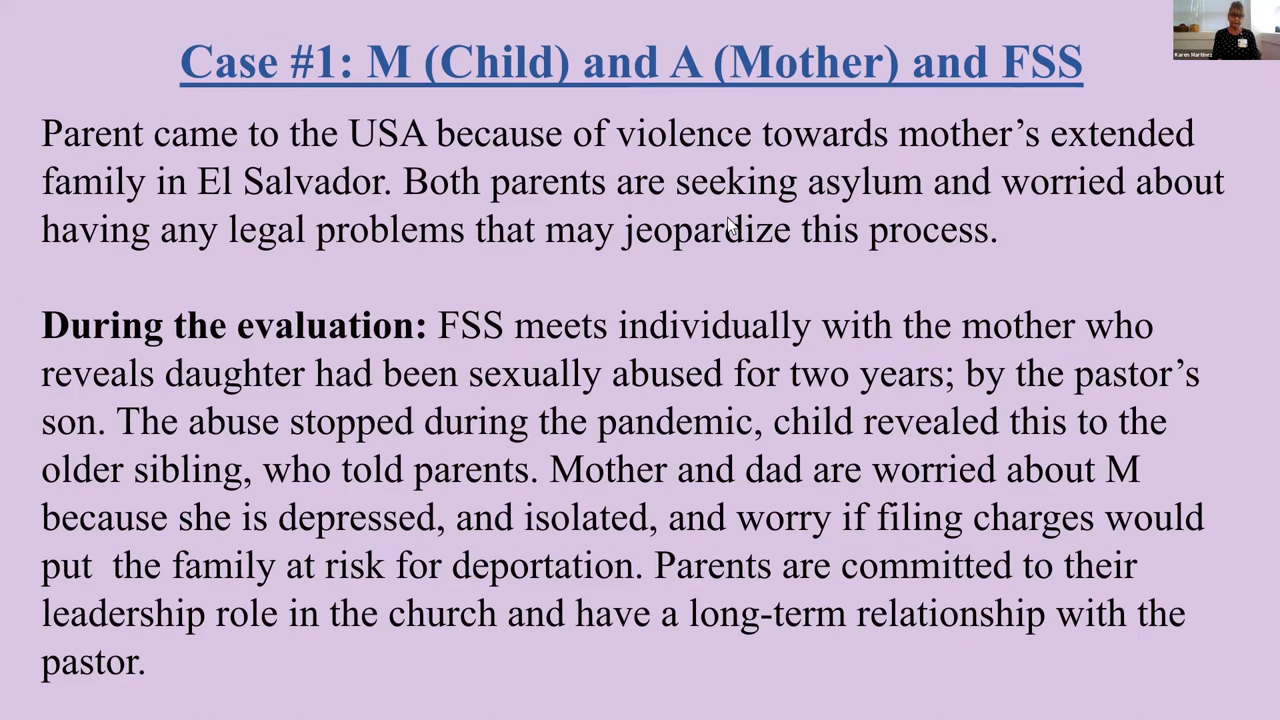 Case #1: M (Child) and A (Mother) and FSS
Karen Martinez
Parent came to the USA because of violence towards mother’s extended
family in El Salvador. Both parents are seeking asylum and worried about
having any legal problems that may jeopardize this process.
During the evaluation: FSS meets individually with the mother who
reveals daughter had been sexually abused for two years; by the pastor’s
son. The abuse stopped during the pandemic, child revealed this to the
older sibling, who told parents. Mother and dad are worried about M
because she is depressed, and isolated, and worry if filing charges would
put  the family at risk for deportation. Parents are committed to their
leadership role in the church and have a long-term relationship with the
pastor.